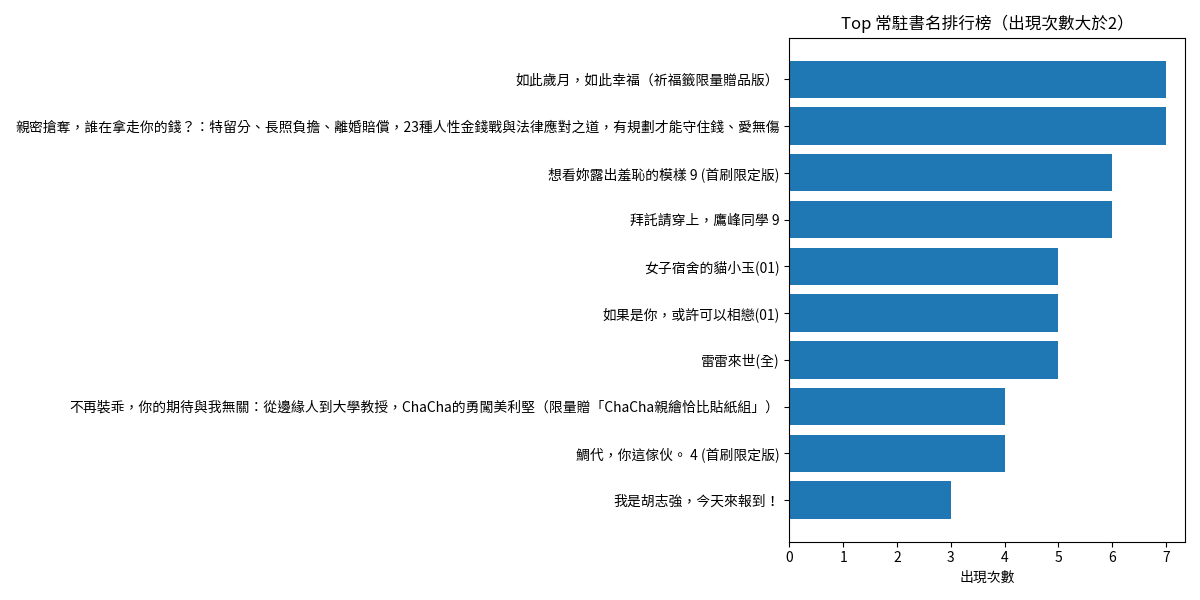 Top 常駐書名排行榜（出現次數大於2）
如此歲月，如此幸福（祈福籤限量贈品版）
親密搶奪，誰在拿走你的錢？：特留分、長照負擔、離婚賠償，23種人性金錢戰與法律應對之道，有規劃才能守住錢、愛無傷
想看妳露出羞恥的模樣 9 (首刷限定版)
拜託請穿上，鷹峰同學 9
女子宿舍的貓小玉(01)
如果是你，或許可以相戀(01)
雷雷來世(全)
不再裝乖，你的期待與我無關：從邊緣人到大學教授，ChaCha的勇闖美利堅（限量贈「ChaCha親繪恰比貼紙組」）
鯛代，你這傢伙。 4 (首刷限定版)
我是胡志強，今天來報到！
0 1 2 3 4 5 6 7
出現次數